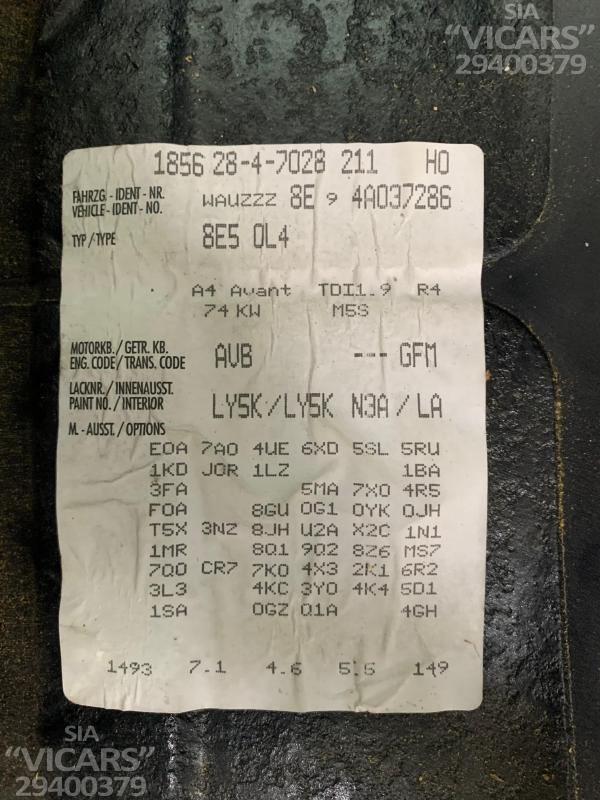 SIA
"VICARS"
29400379
1856 28-4-7028 211 HO
FAHRZG - IDENT - NR.
VEHICLE - IDENT - NO.
WAUZZZ 8E 9 4A037286
TYP / TYPE 8E5 0L4
A4 Avant TDI1.9 R4
74 KW M5S
MOTORKB. / GETR. KB.
ENG. CODE / TRANS. CODE
AVB --- GFM
LACKNR. / INNENAUSST.
PAINT NO. / INTERIOR
LY5K / LY5K N3A / LA
M. - AUSST. / OPTIONS
E0A 7A0 4UE 6XD 5SL 5RU
1KD J0R 1LZ 1BA
3FA 5MA 7X0 4R5
F0A 8GU 0G1 0YK 0JH
T5X 3NZ 8JH U2A X2C 1N1
1MR 8Q1 9Q2 8Z6 MS7
7Q0 CR7 7K0 4X3 2K1 6R2
3L3 4KC 3Y0 4K4 5D1
1SA 0GZ Q1A 4GH
1493 7.1 4.6 5.5 149
SIA
"VICARS"
29400379